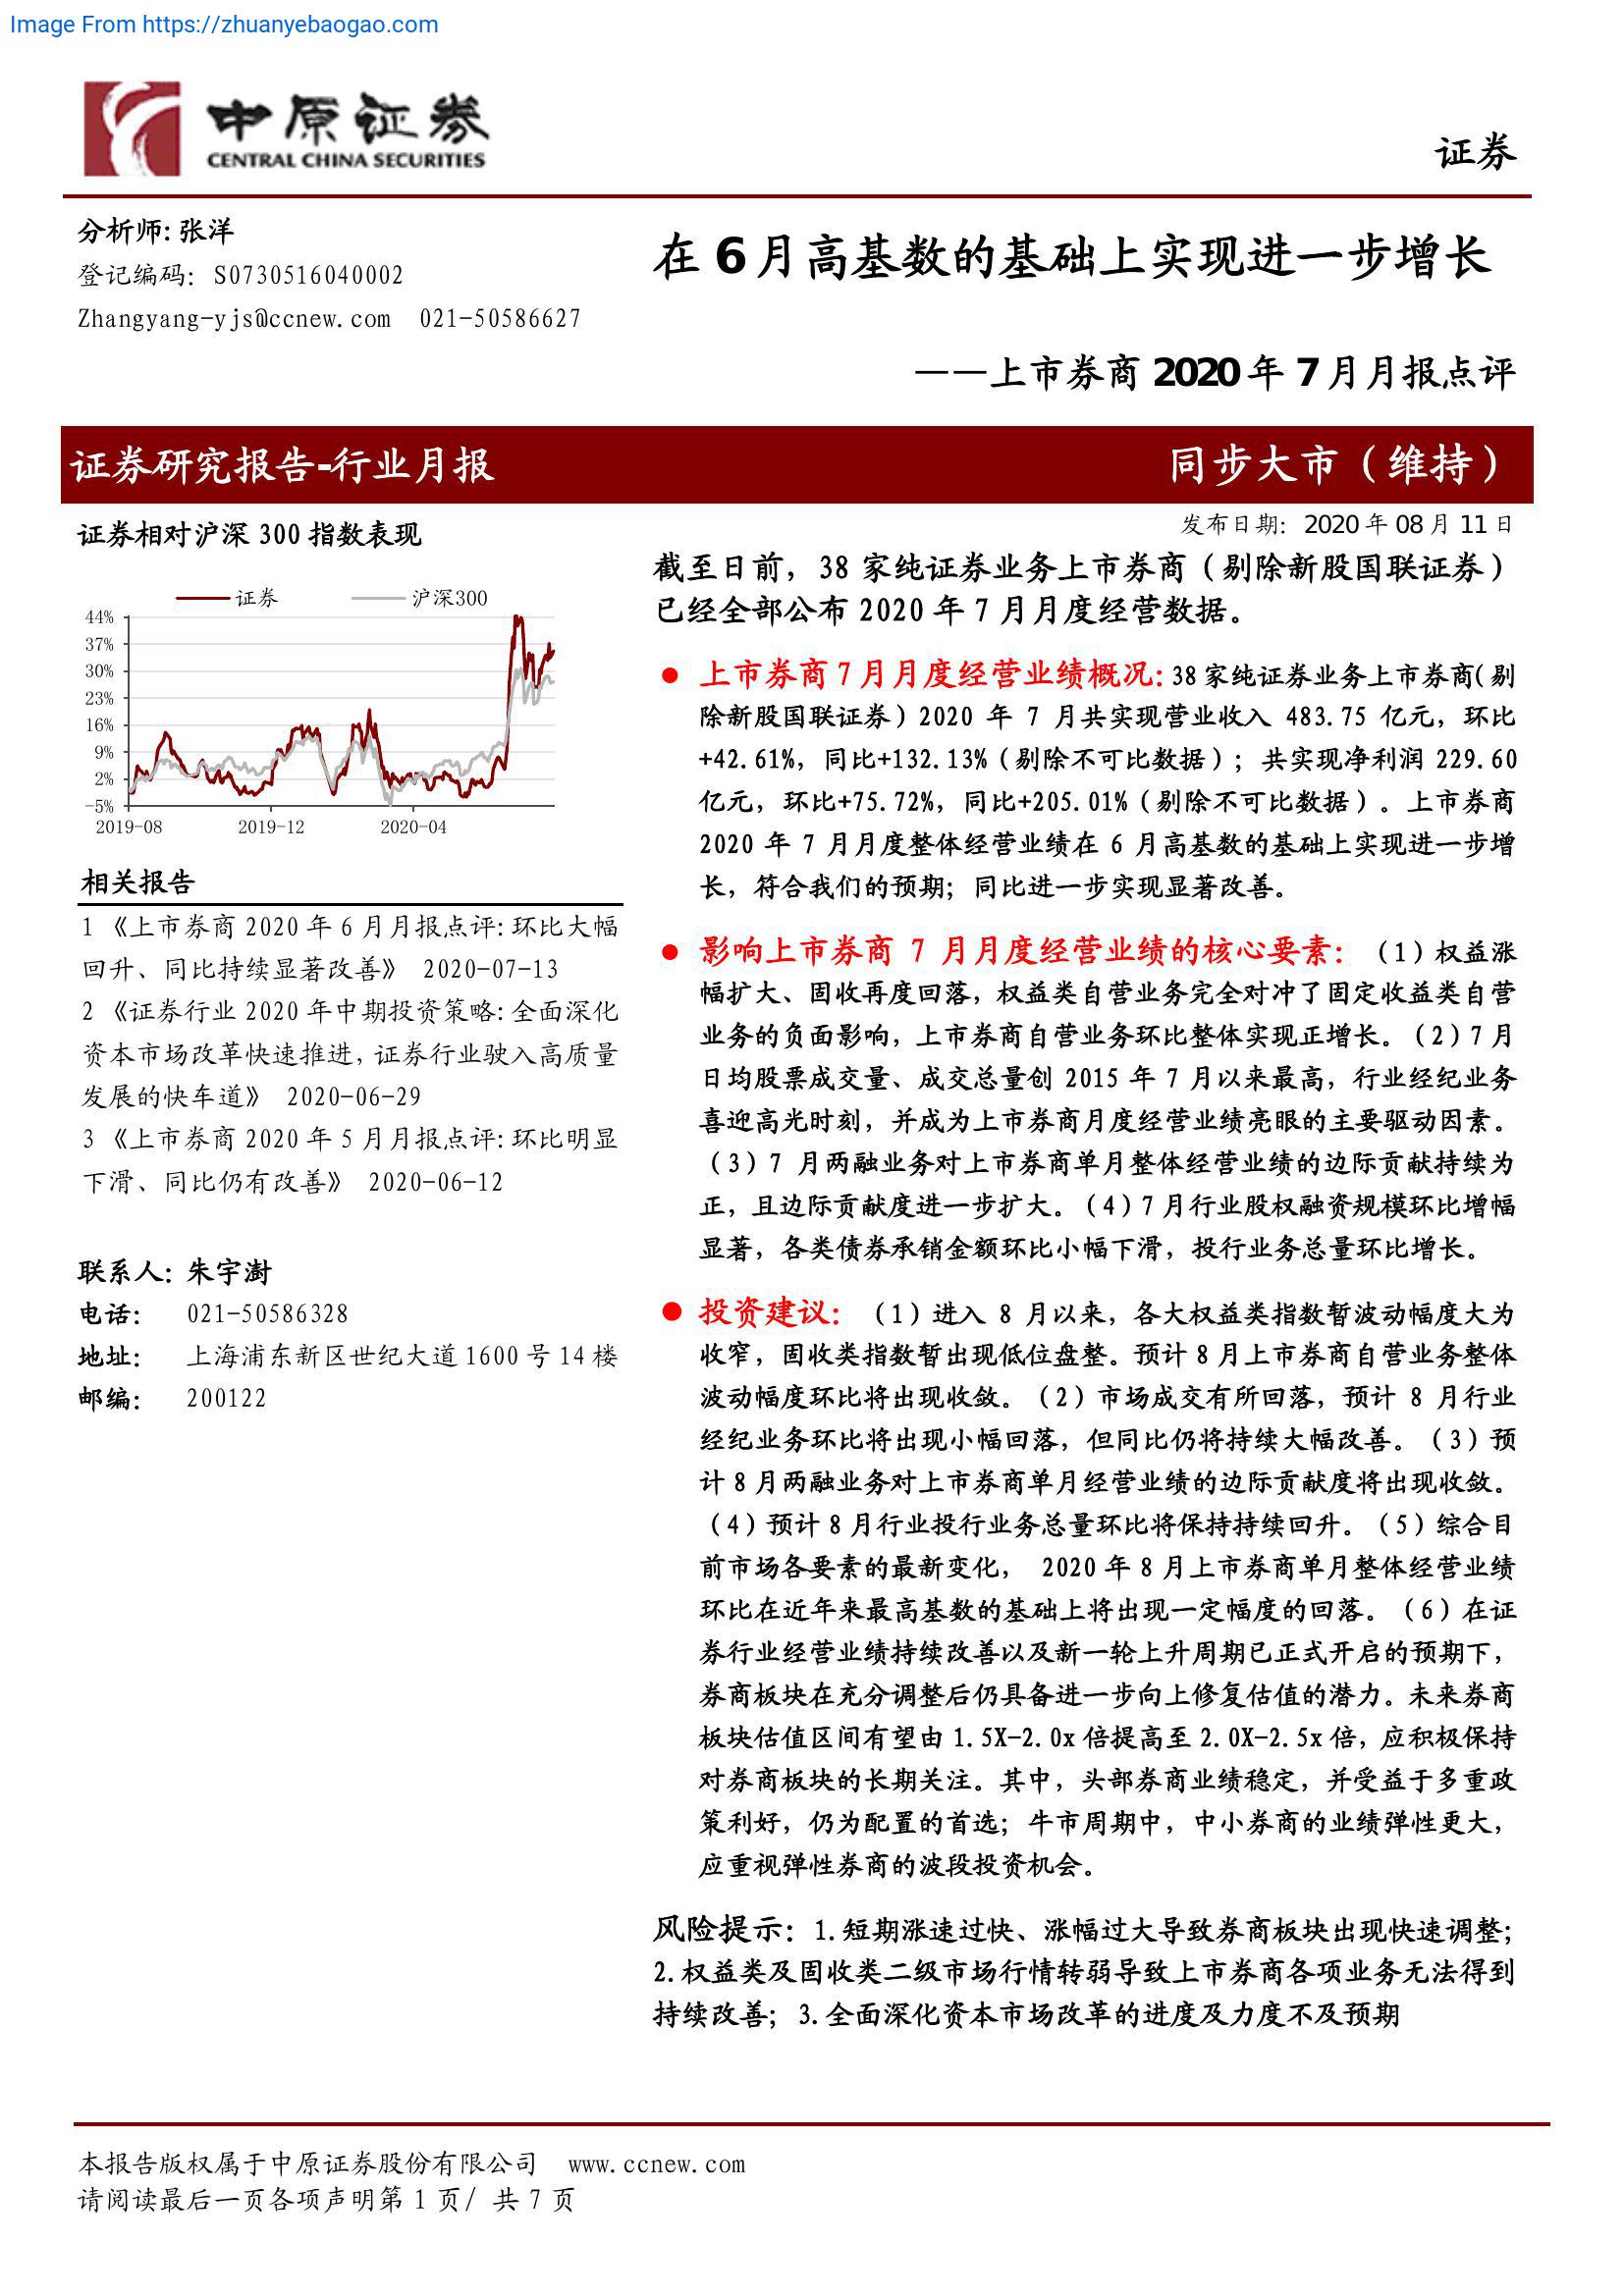 Image From https://zhuanyebaogao.com
中原证券
CENTRAL CHINA SECURITIES
证券
分析师:张洋
登记编码: S0730516040002
Zhangyang-yjs@ccnew.com 021-50586627
在6月高基数的基础上实现进一步增长
——上市券商2020年7月月报点评
证券研究报告-行业月报
同步大市（维持）
证券相对沪深300指数表现
证券 沪深300
44%
37%
30%
23%
16%
9%
2%
-5%
2019-08 2019-12 2020-04
相关报告
1 《上市券商2020年6月月报点评:环比大幅
回升、同比持续显著改善》 2020-07-13
2 《证券行业2020年中期投资策略:全面深化
资本市场改革快速推进,证券行业驶入高质量
发展的快车道》 2020-06-29
3 《上市券商2020年5月月报点评:环比明显
下滑、同比仍有改善》 2020-06-12
联系人: 朱宇澍
电话: 021-50586328
地址: 上海浦东新区世纪大道1600号14楼
邮编: 200122
发布日期: 2020年08月11日
截至日前，38家纯证券业务上市券商（剔除新股国联证券）
已经全部公布2020年7月月度经营数据。
● 上市券商7月月度经营业绩概况:38家纯证券业务上市券商(剔
除新股国联证券）2020 年 7 月共实现营业收入 483.75 亿元，环比
+42.61%，同比+132.13%（剔除不可比数据）；共实现净利润 229.60
亿元，环比+75.72%，同比+205.01%（剔除不可比数据）。上市券商
2020 年 7 月月度整体经营业绩在 6 月高基数的基础上实现进一步增
长，符合我们的预期；同比进一步实现显著改善。
● 影响上市券商 7 月月度经营业绩的核心要素：（1）权益涨
幅扩大、固收再度回落，权益类自营业务完全对冲了固定收益类自营
业务的负面影响，上市券商自营业务环比整体实现正增长。（2）7月
日均股票成交量、成交总量创 2015 年 7 月以来最高，行业经纪业务
喜迎高光时刻，并成为上市券商月度经营业绩亮眼的主要驱动因素。
（3）7 月两融业务对上市券商单月整体经营业绩的边际贡献持续为
正，且边际贡献度进一步扩大。（4）7月行业股权融资规模环比增幅
显著，各类债券承销金额环比小幅下滑，投行业务总量环比增长。
● 投资建议：（1）进入 8 月以来，各大权益类指数暂波动幅度大为
收窄，固收类指数暂出现低位盘整。预计8月上市券商自营业务整体
波动幅度环比将出现收敛。（2）市场成交有所回落，预计 8 月行业
经纪业务环比将出现小幅回落，但同比仍将持续大幅改善。（3）预
计8月两融业务对上市券商单月经营业绩的边际贡献度将出现收敛。
（4）预计8月行业投行业务总量环比将保持持续回升。（5）综合目
前市场各要素的最新变化， 2020年8月上市券商单月整体经营业绩
环比在近年来最高基数的基础上将出现一定幅度的回落。（6）在证
券行业经营业绩持续改善以及新一轮上升周期已正式开启的预期下，
券商板块在充分调整后仍具备进一步向上修复估值的潜力。未来券商
板块估值区间有望由1.5X-2.0x倍提高至2.0X-2.5x倍，应积极保持
对券商板块的长期关注。其中，头部券商业绩稳定，并受益于多重政
策利好，仍为配置的首选；牛市周期中，中小券商的业绩弹性更大，
应重视弹性券商的波段投资机会。
风险提示：1.短期涨速过快、涨幅过大导致券商板块出现快速调整；
2.权益类及固收类二级市场行情转弱导致上市券商各项业务无法得到
持续改善；3.全面深化资本市场改革的进度及力度不及预期
本报告版权属于中原证券股份有限公司 www.ccnew.com
请阅读最后一页各项声明第 1 页/ 共 7 页